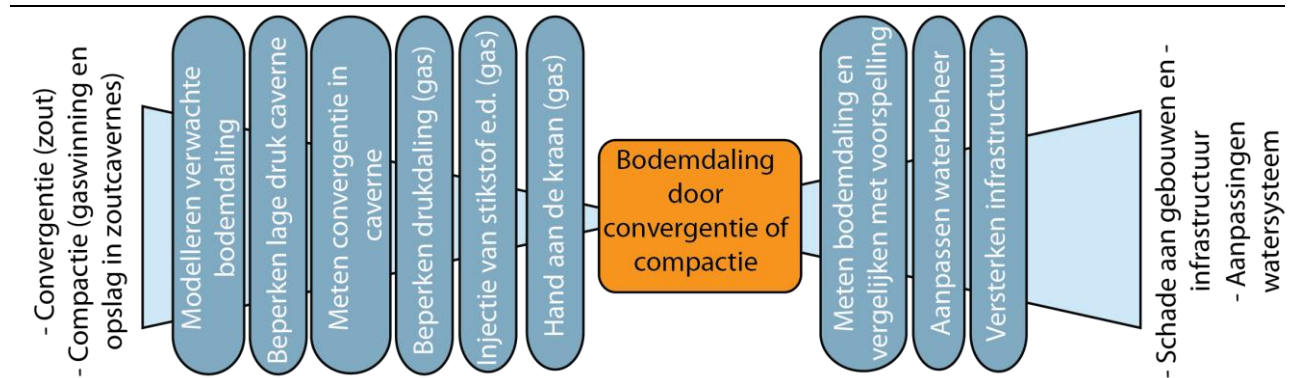 - Convergentie (zout)
- Compactie (gaswinning en
opslag in zoutcavernes)
Modelleren verwachte
bodemdaling
Beperken lage druk caverne
Meten convergentie in
caverne
Beperken drukdaling (gas)
Injectie van stikstof e.d. (gas)
Hand aan de kraan (gas)
Bodemdaling
door
convergentie of
compactie
Meten bodemdaling en
vergelijken met voorspelling
Aanpassen waterbeheer
Versterken infrastructuur
- Schade aan gebouwen en -
infrastructuur
- Aanpassingen
watersysteem